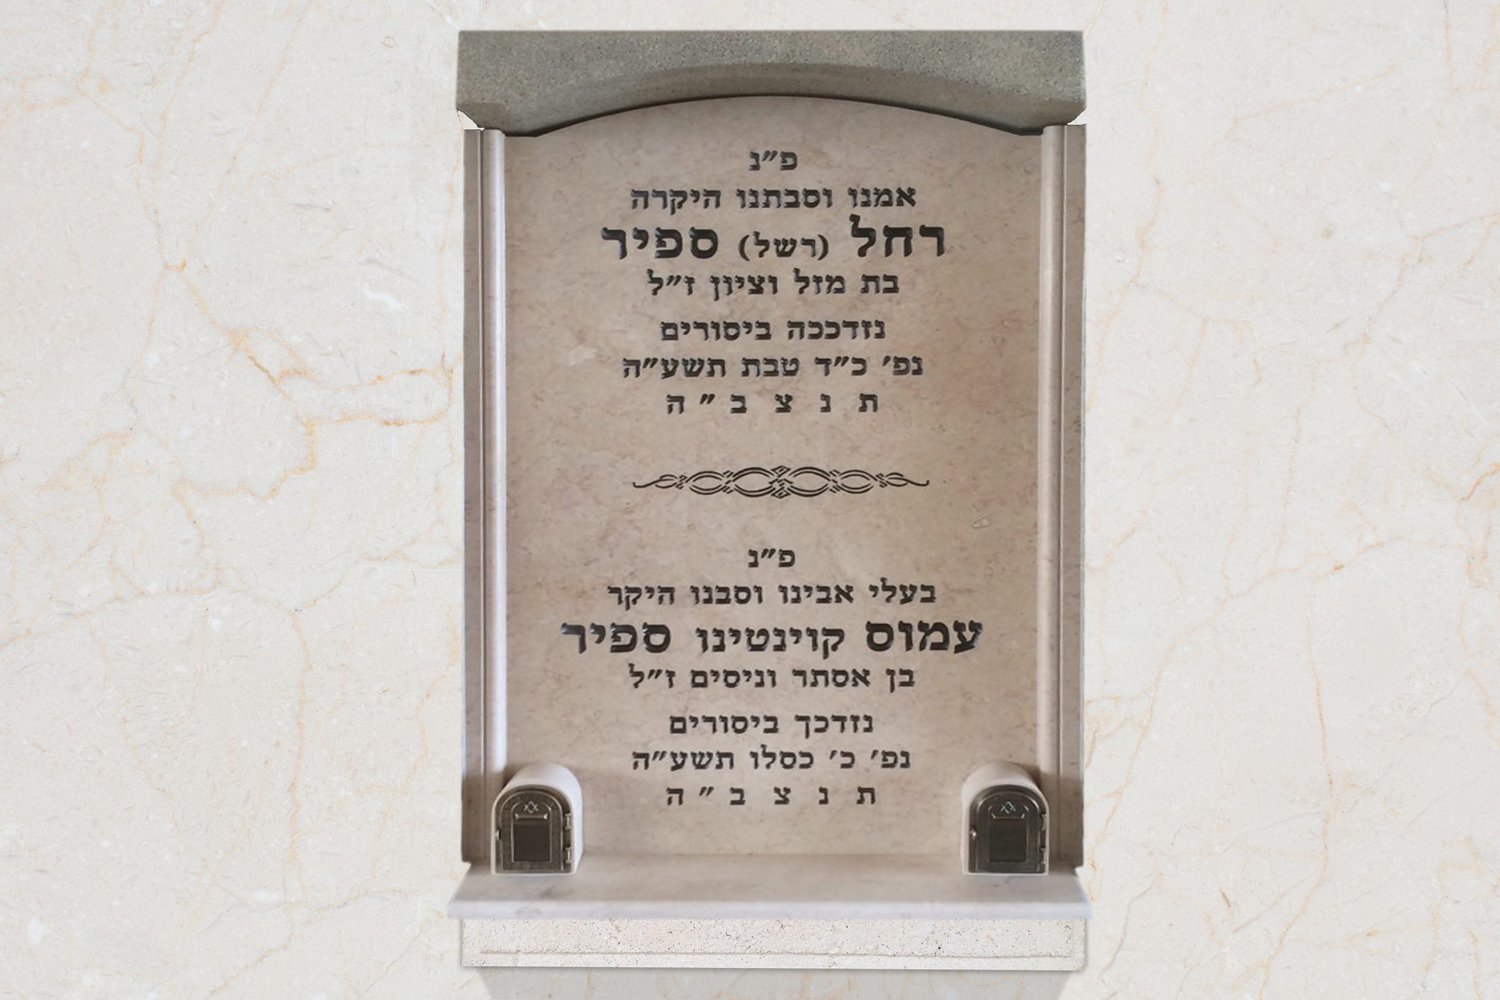 פ״נ
אמנו וסבתנו היקרה
רחל (רשל) ספיר
בת מזל וציון ז״ל
נזדככה ביסורים
נפ׳ כ״ד טבת תשע״ה
ת נ צ ב ״ ה
פ״נ
בעלי אבינו וסבנו היקר
עמוס קוינטינו ספיר
בן אסתר וניסים ז״ל
נזדכך ביסורים
נפ׳ כ׳ כסלו תשע״ה
ת נ צ ב ״ ה